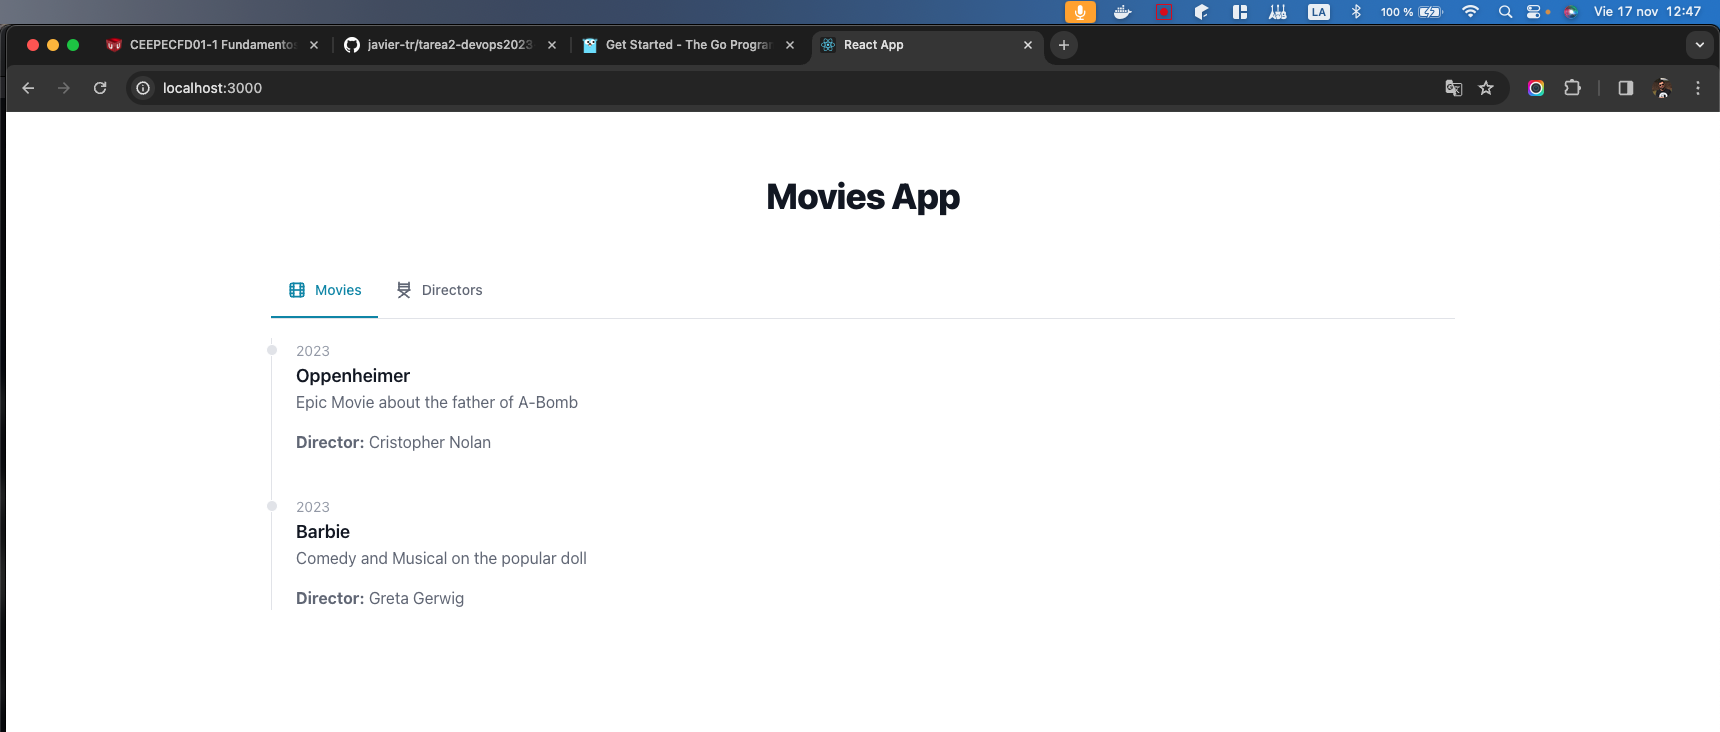 LA 100 % Vie 17 nov 12:47
CEEPECFD01-1 Fundamentos javier-tr/tarea2-devops2023 Get Started - The Go Program React App
localhost:3000
Movies App
Movies Directors
2023
Oppenheimer
Epic Movie about the father of A-Bomb
Director: Cristopher Nolan
2023
Barbie
Comedy and Musical on the popular doll
Director: Greta Gerwig